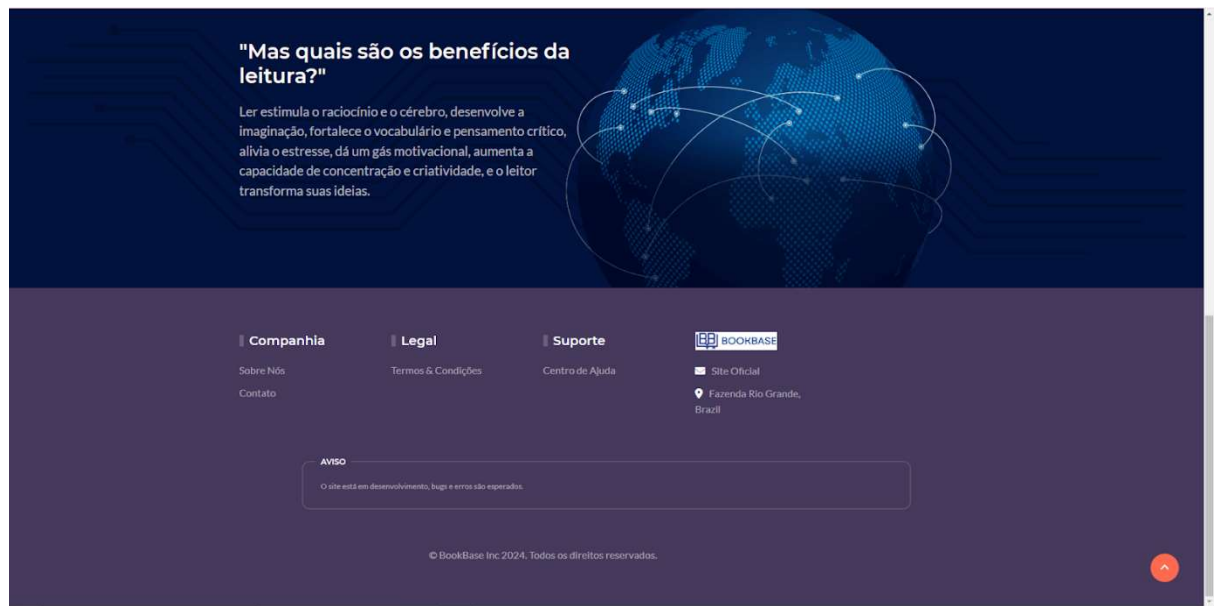 "Mas quais são os benefícios da
leitura?"
Ler estimula o raciocínio e o cérebro, desenvolve a
imaginação, fortalece o vocabulário e pensamento crítico,
alivia o estresse, dá um gás motivacional, aumenta a
capacidade de concentração e criatividade, e o leitor
transforma suas ideias.
Companhia
Sobre Nós
Contato
Legal
Termos & Condições
Suporte
Centro de Ajuda
BOOKBASE
Site Oficial
Fazenda Rio Grande,
Brazil
AVISO
O site está em desenvolvimento, bugs e erros são esperados.
© BookBase Inc 2024. Todos os direitos reservados.